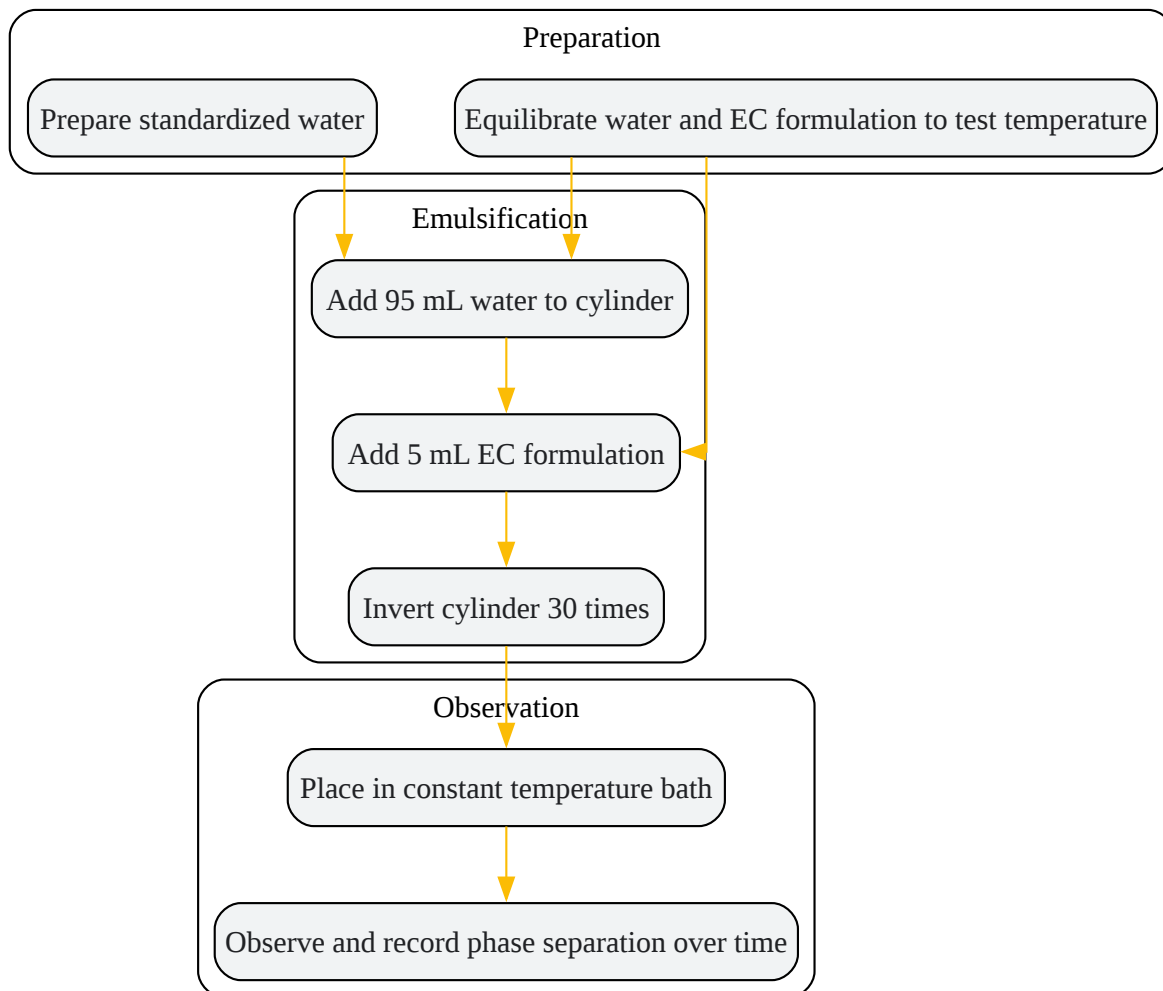 Preparation
Prepare standardized water
Equilibrate water and EC formulation to test temperature
Emulsification
Add 95 mL water to cylinder
Add 5 mL EC formulation
Invert cylinder 30 times
Observation
Place in constant temperature bath
Observe and record phase separation over time